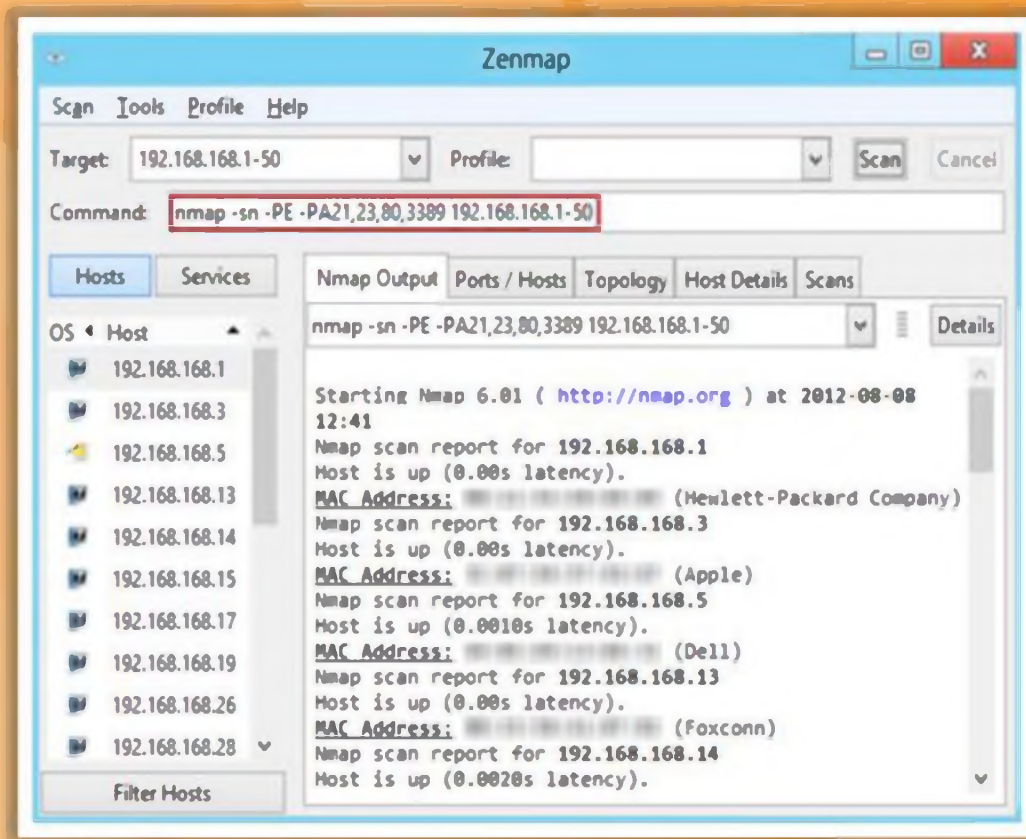 Zenmap
Scan Tools Profile Help
Target: 192.168.168.1-50 Profile: Scan Cancel
Command: nmap -sn -PE -PA21,23,80,3389 192.168.168.1-50
Hosts Services
Nmap Output Ports / Hosts Topology Host Details Scans
OS Host
nmap -sn -PE -PA21,23,80,3389 192.168.168.1-50 Details
192.168.168.1
192.168.168.3
192.168.168.5
192.168.168.13
192.168.168.14
192.168.168.15
192.168.168.17
192.168.168.19
192.168.168.26
192.168.168.28
Filter Hosts
Starting Nmap 6.01 ( http://nmap.org ) at 2012-08-08
12:41
Nmap scan report for 192.168.168.1
Host is up (0.00s latency).
MAC Address: (Hewlett-Packard Company)
Nmap scan report for 192.168.168.3
Host is up (0.00s latency).
MAC Address: (Apple)
Nmap scan report for 192.168.168.5
Host is up (0.0010s latency).
MAC Address: (Dell)
Nmap scan report for 192.168.168.13
Host is up (0.00s latency).
MAC Address: (Foxconn)
Nmap scan report for 192.168.168.14
Host is up (0.0020s latency).